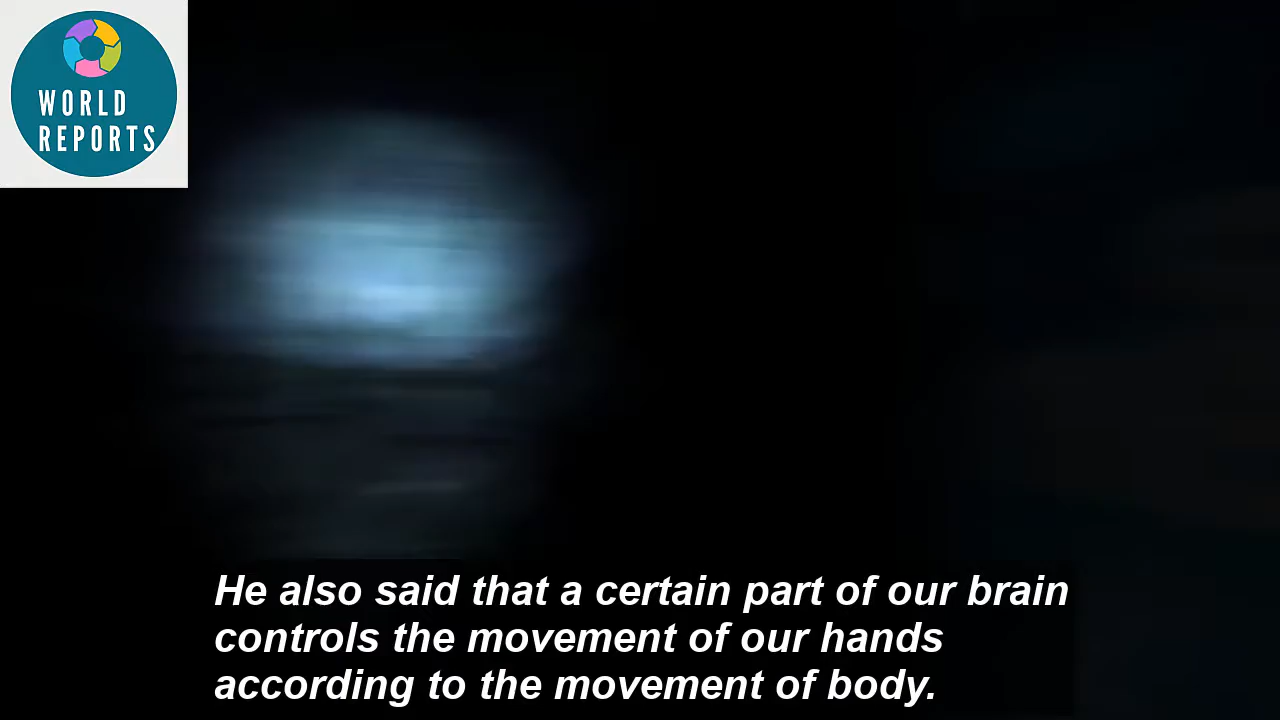 WORLD
REPORTS
He also said that a certain part of our brain
controls the movement of our hands
according to the movement of body.